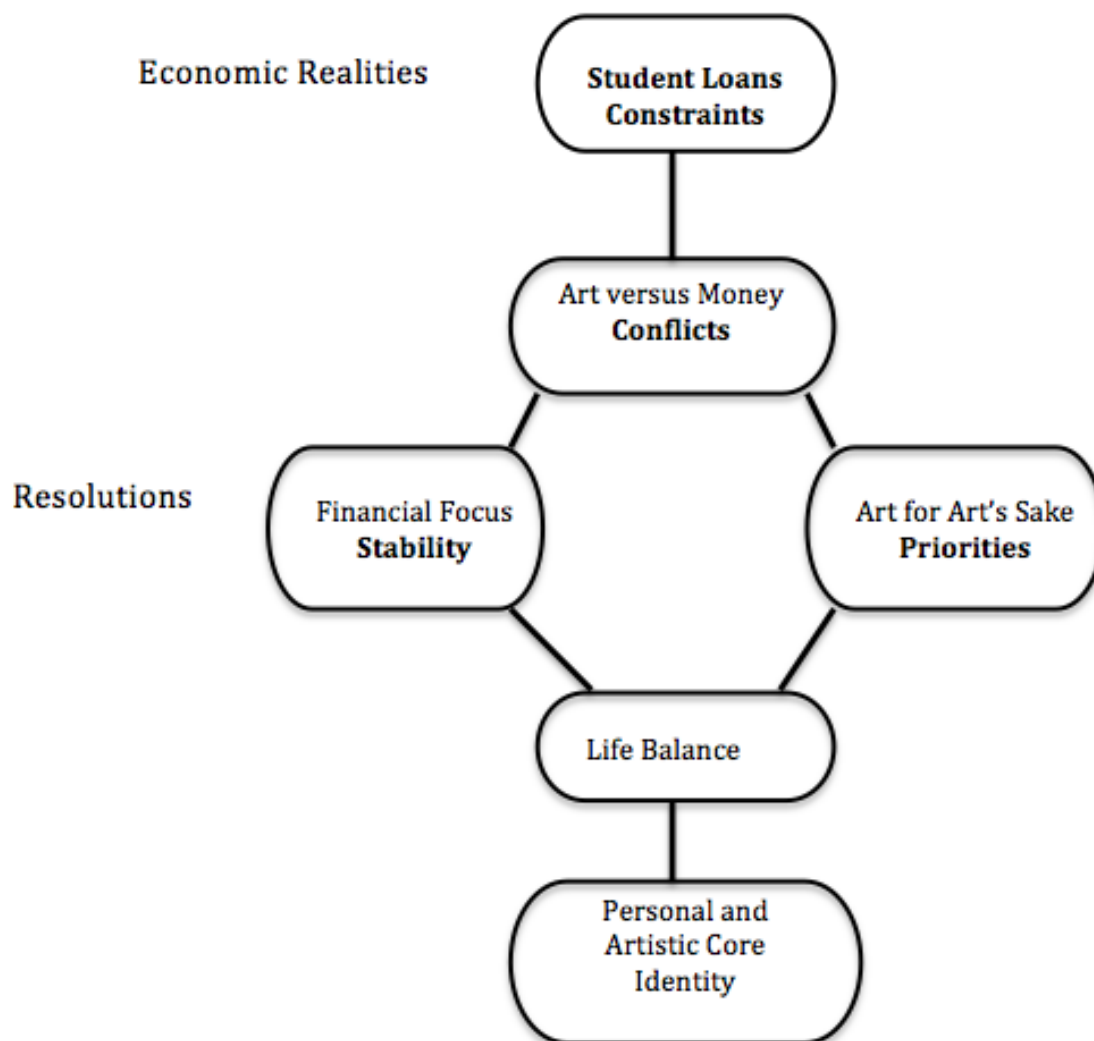 Economic Realities
Student Loans
Constraints
Art versus Money
Conflicts
Resolutions
Financial Focus
Stability
Art for Art’s Sake
Priorities
Life Balance
Personal and
Artistic Core
Identity